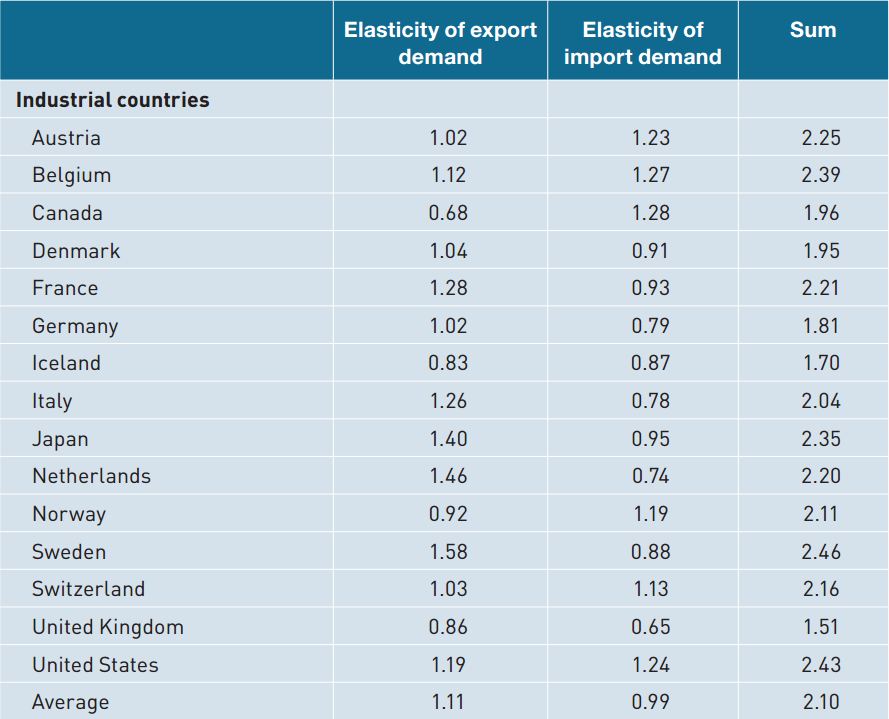 Elasticity of export demand Elasticity of import demand Sum
Industrial countries
Austria 1.02 1.23 2.25
Belgium 1.12 1.27 2.39
Canada 0.68 1.28 1.96
Denmark 1.04 0.91 1.95
France 1.28 0.93 2.21
Germany 1.02 0.79 1.81
Iceland 0.83 0.87 1.70
Italy 1.26 0.78 2.04
Japan 1.40 0.95 2.35
Netherlands 1.46 0.74 2.20
Norway 0.92 1.19 2.11
Sweden 1.58 0.88 2.46
Switzerland 1.03 1.13 2.16
United Kingdom 0.86 0.65 1.51
United States 1.19 1.24 2.43
Average 1.11 0.99 2.10